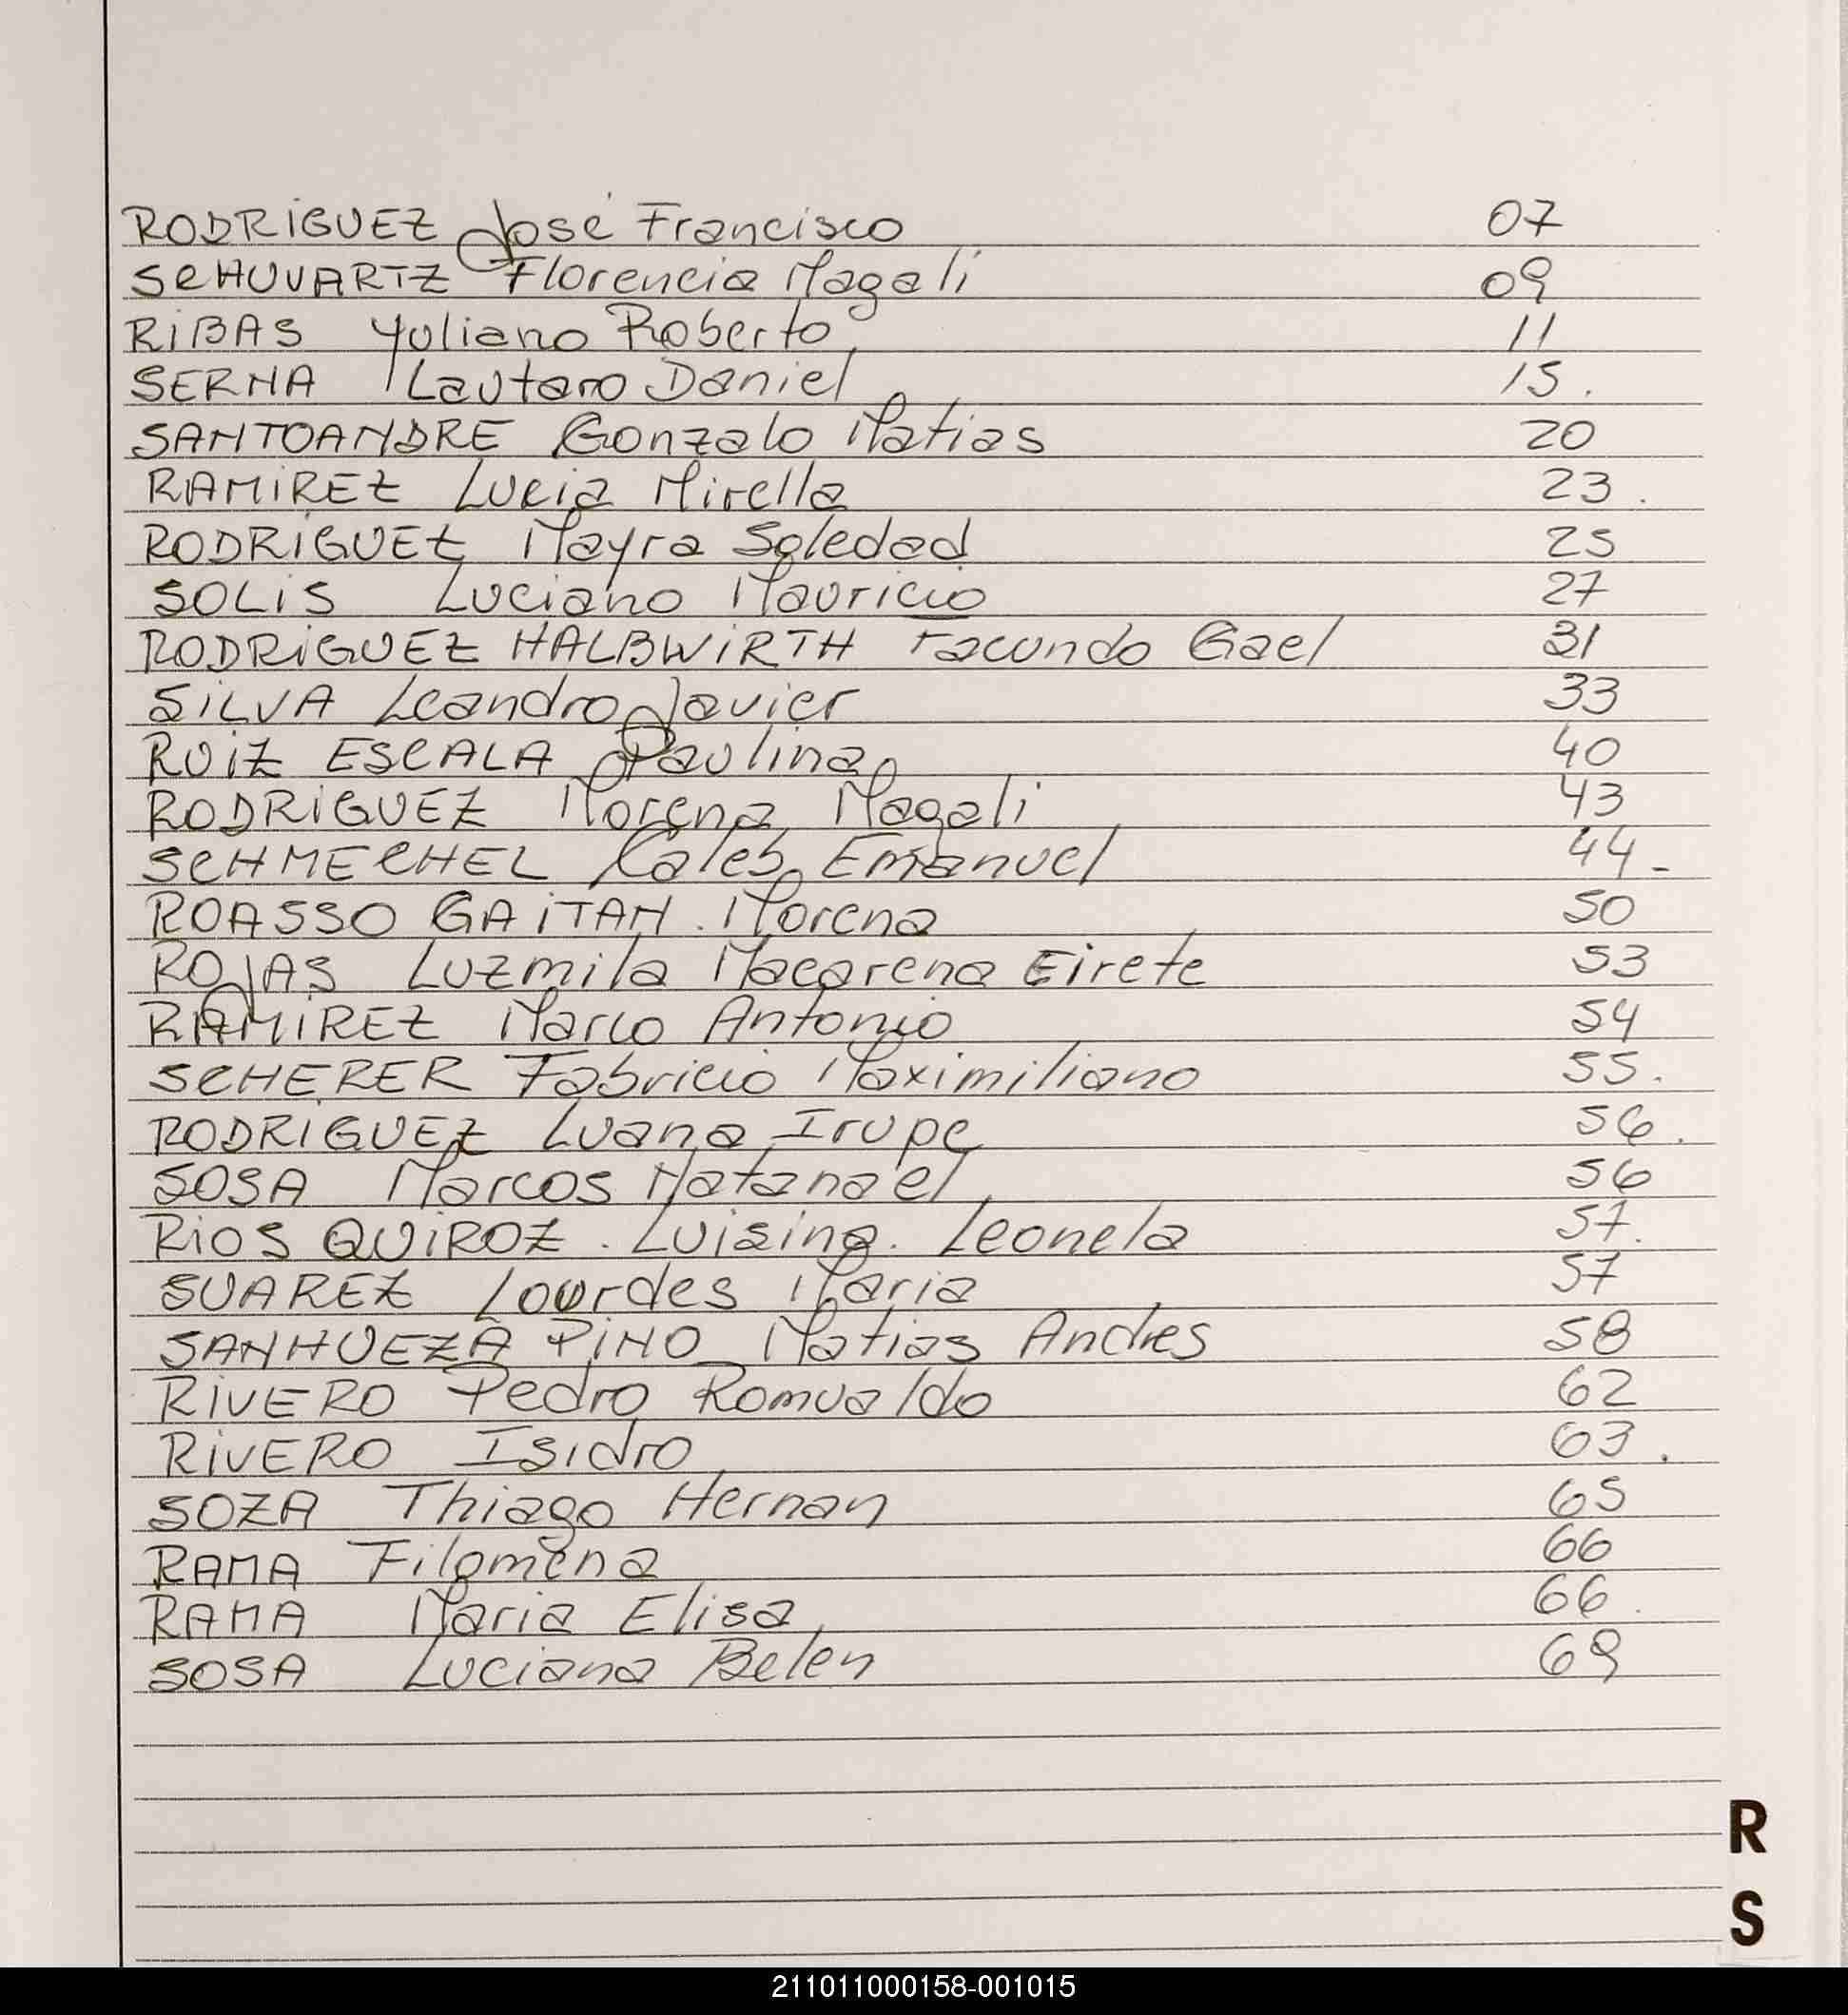 RODRIGUEZ José Francisco 07
SCHUVARTZ Florencia Magali 09
RIBAS Yuliano Roberto 11
SERNA Lautaro Daniel 15.
SANTOANDRE Gonzalo Matias 20
RAMIREZ Lucia Mirella 23.
RODRIGUEZ Mayra Soledad 25
SOLIS Luciano Mauricio 27
RODRIGUEZ HALBWIRTH Facundo Gael 31
SILVA Leandro Javier 33
RUIZ ESCALA Paulina 40
RODRIGUEZ Morena Magali 43
SCHMECHEL Caleb Emanuel 44-
ROASSO GAITAN. Morena 50
ROJAS Luzmila Macarena Eirete 53
RAMIREZ Marco Antonio 54
SCHERER Fabricio Maximiliano 55.
RODRIGUEZ Luana Irupe 56.
SOSA Marcos Natanael 56
RIOS QUIROZ. Luisina. Leonela 57.
SUAREZ Lourdes Maria 57
SANHUEZA PINO Matias Andres 58
RIVERO Pedro Romualdo 62
RIVERO Isidro 63.
SOZA Thiago Hernan 65
RAMA Filomena 66
RAMA Maria Elisa 66.
SOSA Luciana Belen 69
R
S
211011000158-001015